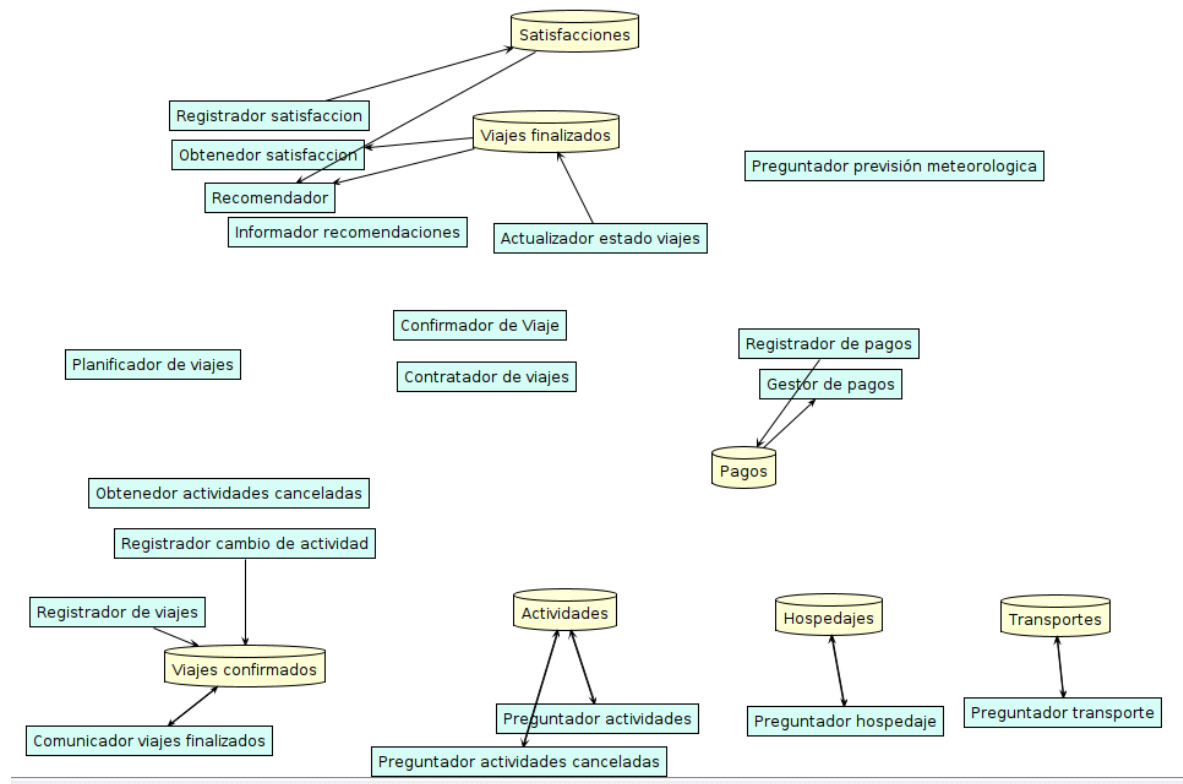 Satisfacciones
Registrador satisfaccion
Viajes finalizados
Obtenedor satisfaccion
Preguntador previsión meteorologica
Recomendador
Informador recomendaciones
Actualizador estado viajes
Confirmador de Viaje
Registrador de pagos
Planificador de viajes
Contratador de viajes
Gestor de pagos
Pagos
Obtenedor actividades canceladas
Registrador cambio de actividad
Registrador de viajes
Actividades
Hospedajes
Transportes
Viajes confirmados
Preguntador actividades
Preguntador hospedaje
Preguntador transporte
Comunicador viajes finalizados
Preguntador actividades canceladas